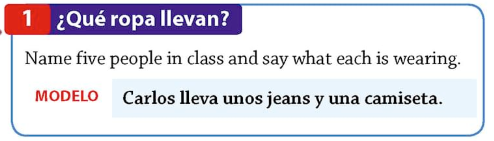 1 ¿Qué ropa llevan?
Name five people in class and say what each is wearing.
MODELO Carlos lleva unos jeans y una camiseta.